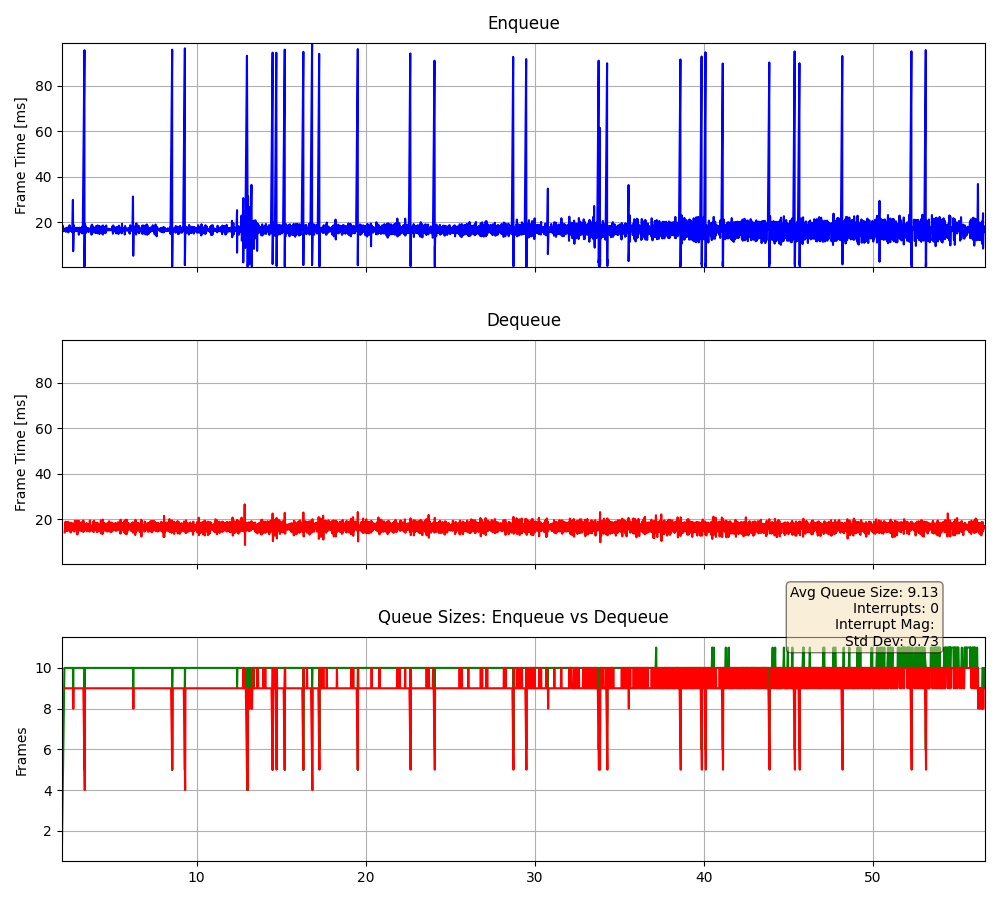 Enqueue
80
60
40
20
Frame Time [ms]
Dequeue
80
60
40
20
Frame Time [ms]
Avg Queue Size: 9.13
Interrupts: 0
Interrupt Mag:
Std Dev: 0.73
Queue Sizes: Enqueue vs Dequeue
10
8
6
4
2
Frames
10 20 30 40 50